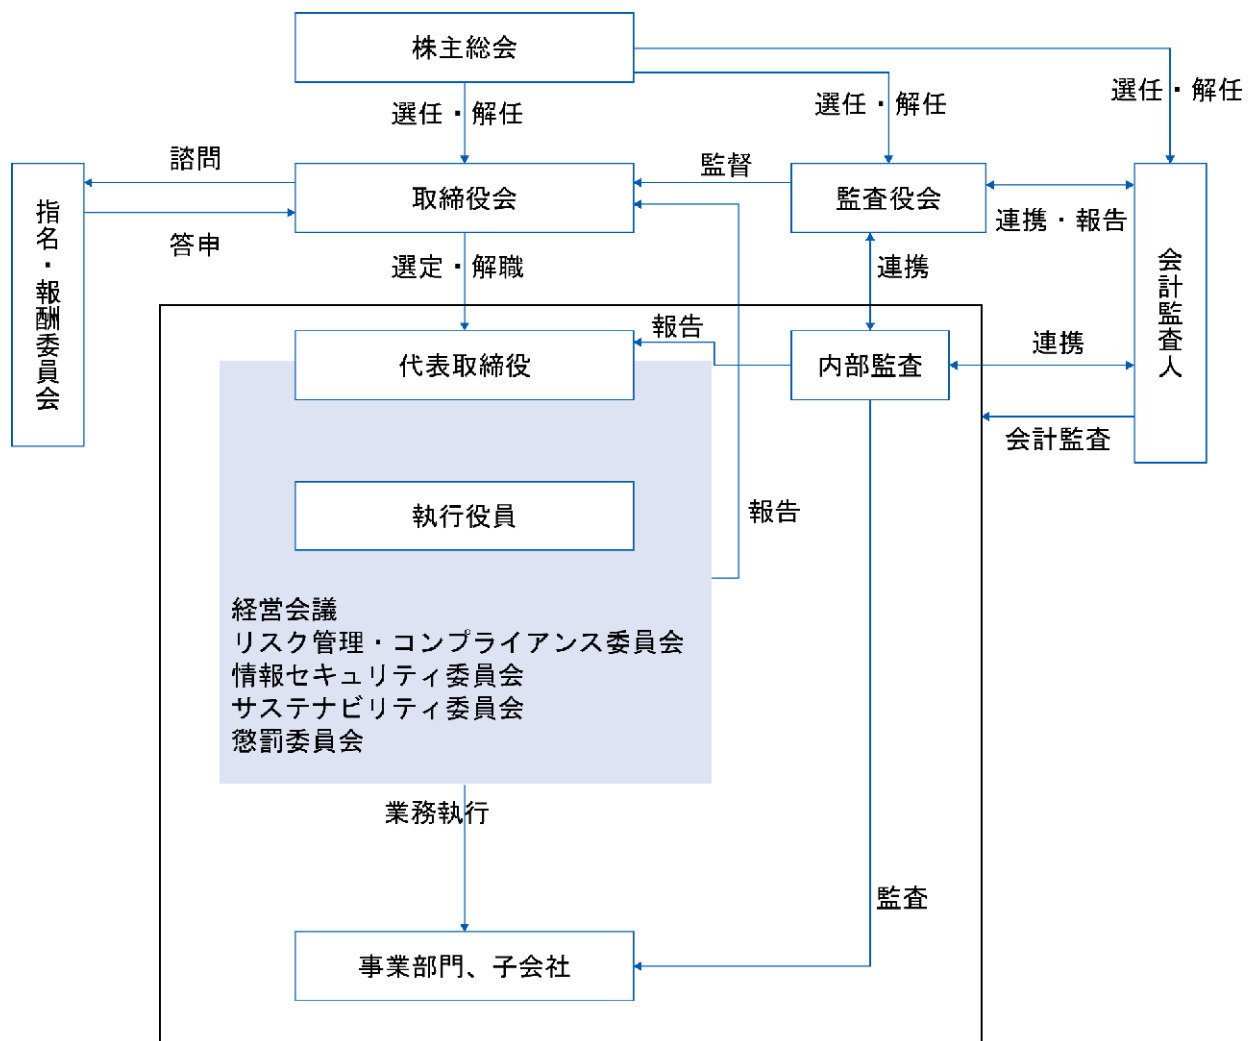 株主総会
選任・解任
選任・解任
選任・解任
諮問
取締役会
監督
監査役会
連携・報告
答申
指名・報酬委員会
選定・解職
連携
会計監査人
代表取締役
報告
内部監査
連携
会計監査
執行役員
報告
経営会議
リスク管理・コンプライアンス委員会
情報セキュリティ委員会
サステナビリティ委員会
懲罰委員会
業務執行
監査
事業部門、子会社